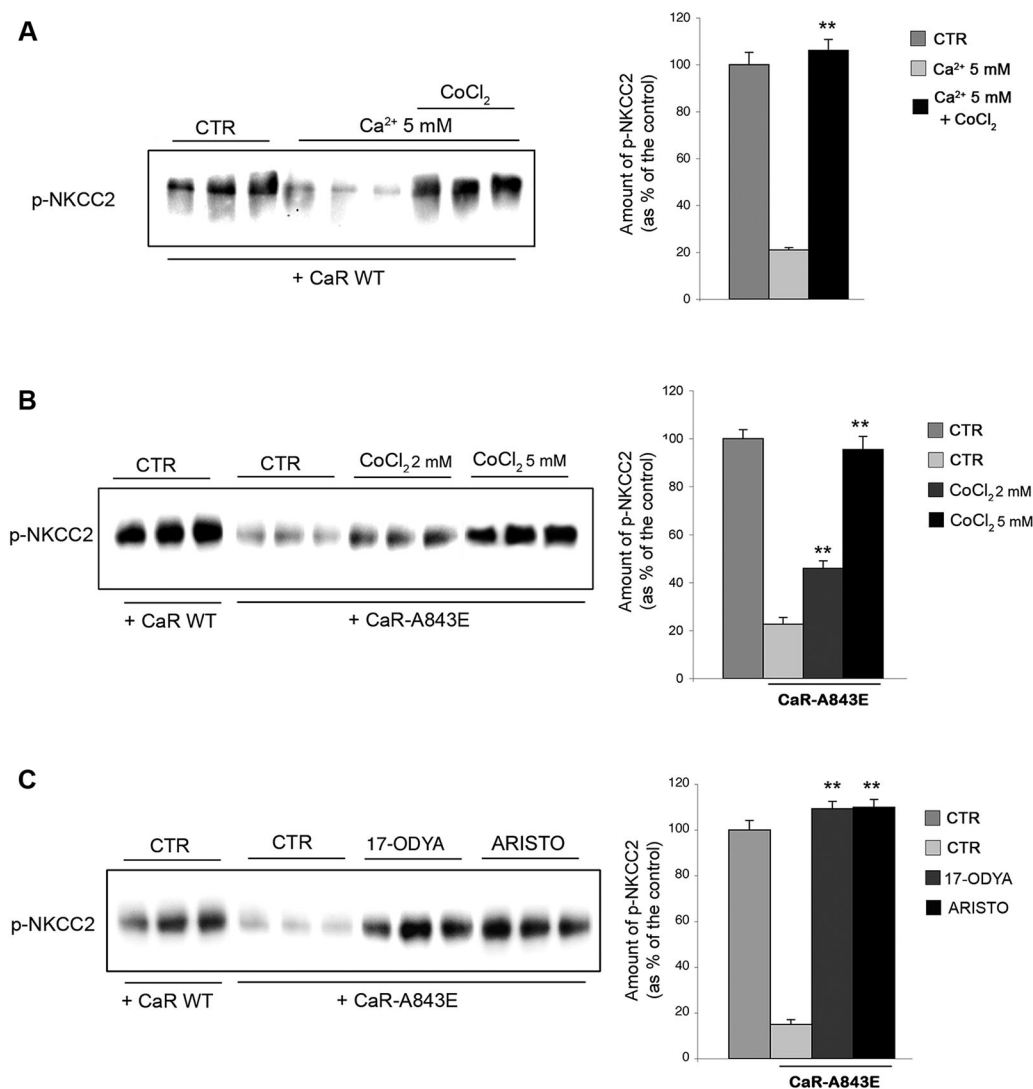 A
CoCl₂
CTR
Ca²⁺ 5 mM
p-NKCC2
+ CaR WT
Amount of p-NKCC2
(as % of the control)
120
100
80
60
40
20
0
**
CTR
Ca²⁺ 5 mM
Ca²⁺ 5 mM
+ CoCl₂
B
CTR
CTR
CoCl₂ 2 mM
CoCl₂ 5 mM
p-NKCC2
+ CaR WT
+ CaR-A843E
Amount of p-NKCC2
(as % of the control)
120
100
80
60
40
20
0
**
**
CaR-A843E
CTR
CTR
CoCl₂ 2 mM
CoCl₂ 5 mM
C
CTR
CTR
17-ODYA
ARISTO
p-NKCC2
+ CaR WT
+ CaR-A843E
Amount of p-NKCC2
(as % of the control)
120
100
80
60
40
20
0
**
**
CaR-A843E
CTR
CTR
17-ODYA
ARISTO